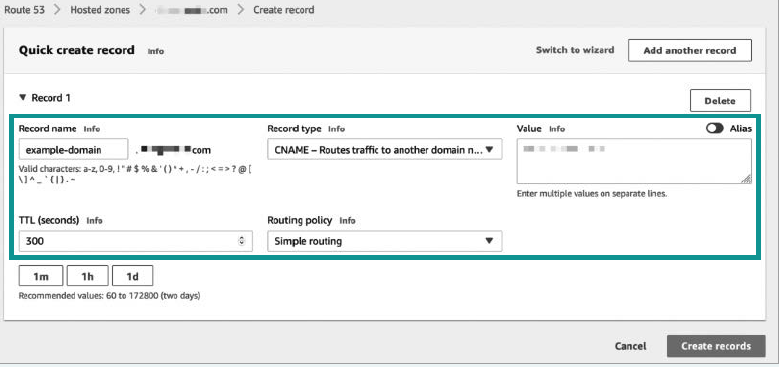 Route 53 > Hosted zones > .com > Create record
Quick create record Info Switch to wizard Add another record
▼ Record 1 Delete
Record name Info Record type Info Value Info Alias
example-domain . com CNAME – Routes traffic to another domain n... ▼
Valid characters: a-z, 0-9, ! " # $ % & ' ( ) * + , - / : ; < = > ? @ [
\ ] ^ _ ` { | } . ~
Enter multiple values on separate lines.
TTL (seconds) Info Routing policy Info
300 Simple routing ▼
1m 1h 1d
Recommended values: 60 to 172800 (two days)
Cancel Create records